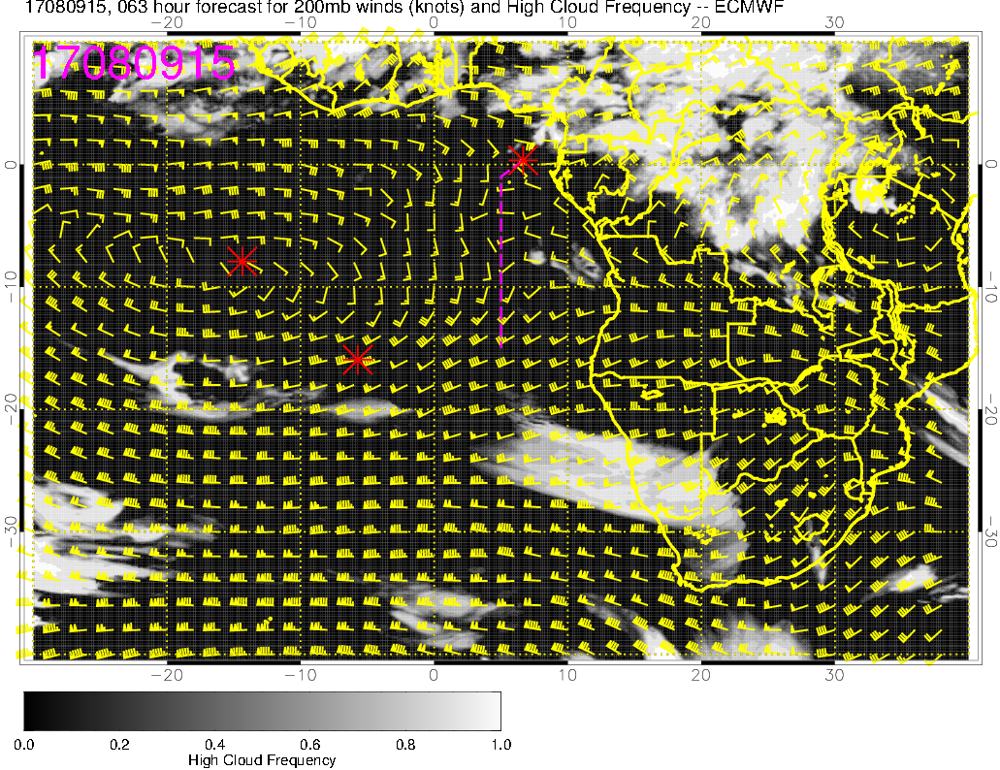 17080915, 063 hour forecast for 200mb winds (knots) and High Cloud Frequency -- ECMWF
−20 −10 0 10 20 30
17080915
0 0
−10 −10
−20 −20
−30 −30
−20 −10 0 10 20 30
0.0 0.2 0.4 0.6 0.8 1.0
High Cloud Frequency